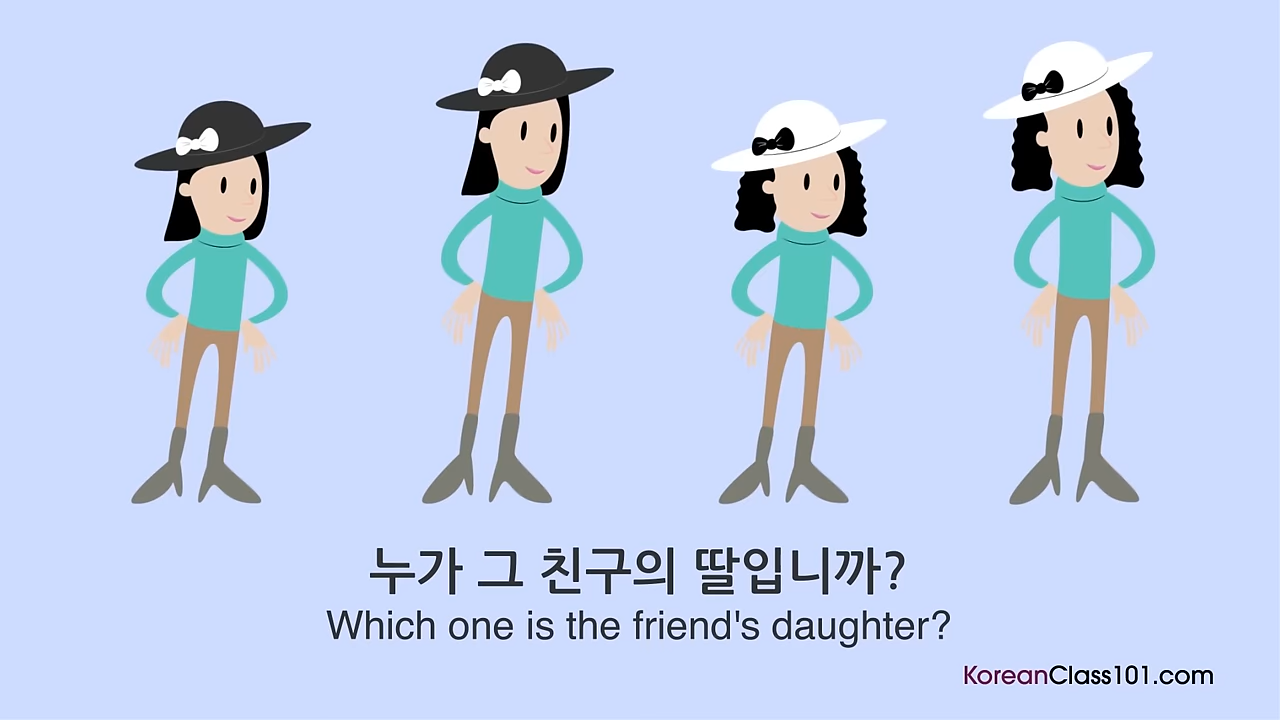 누가 그 친구의 딸입니까?
Which one is the friend's daughter?
KoreanClass101.com